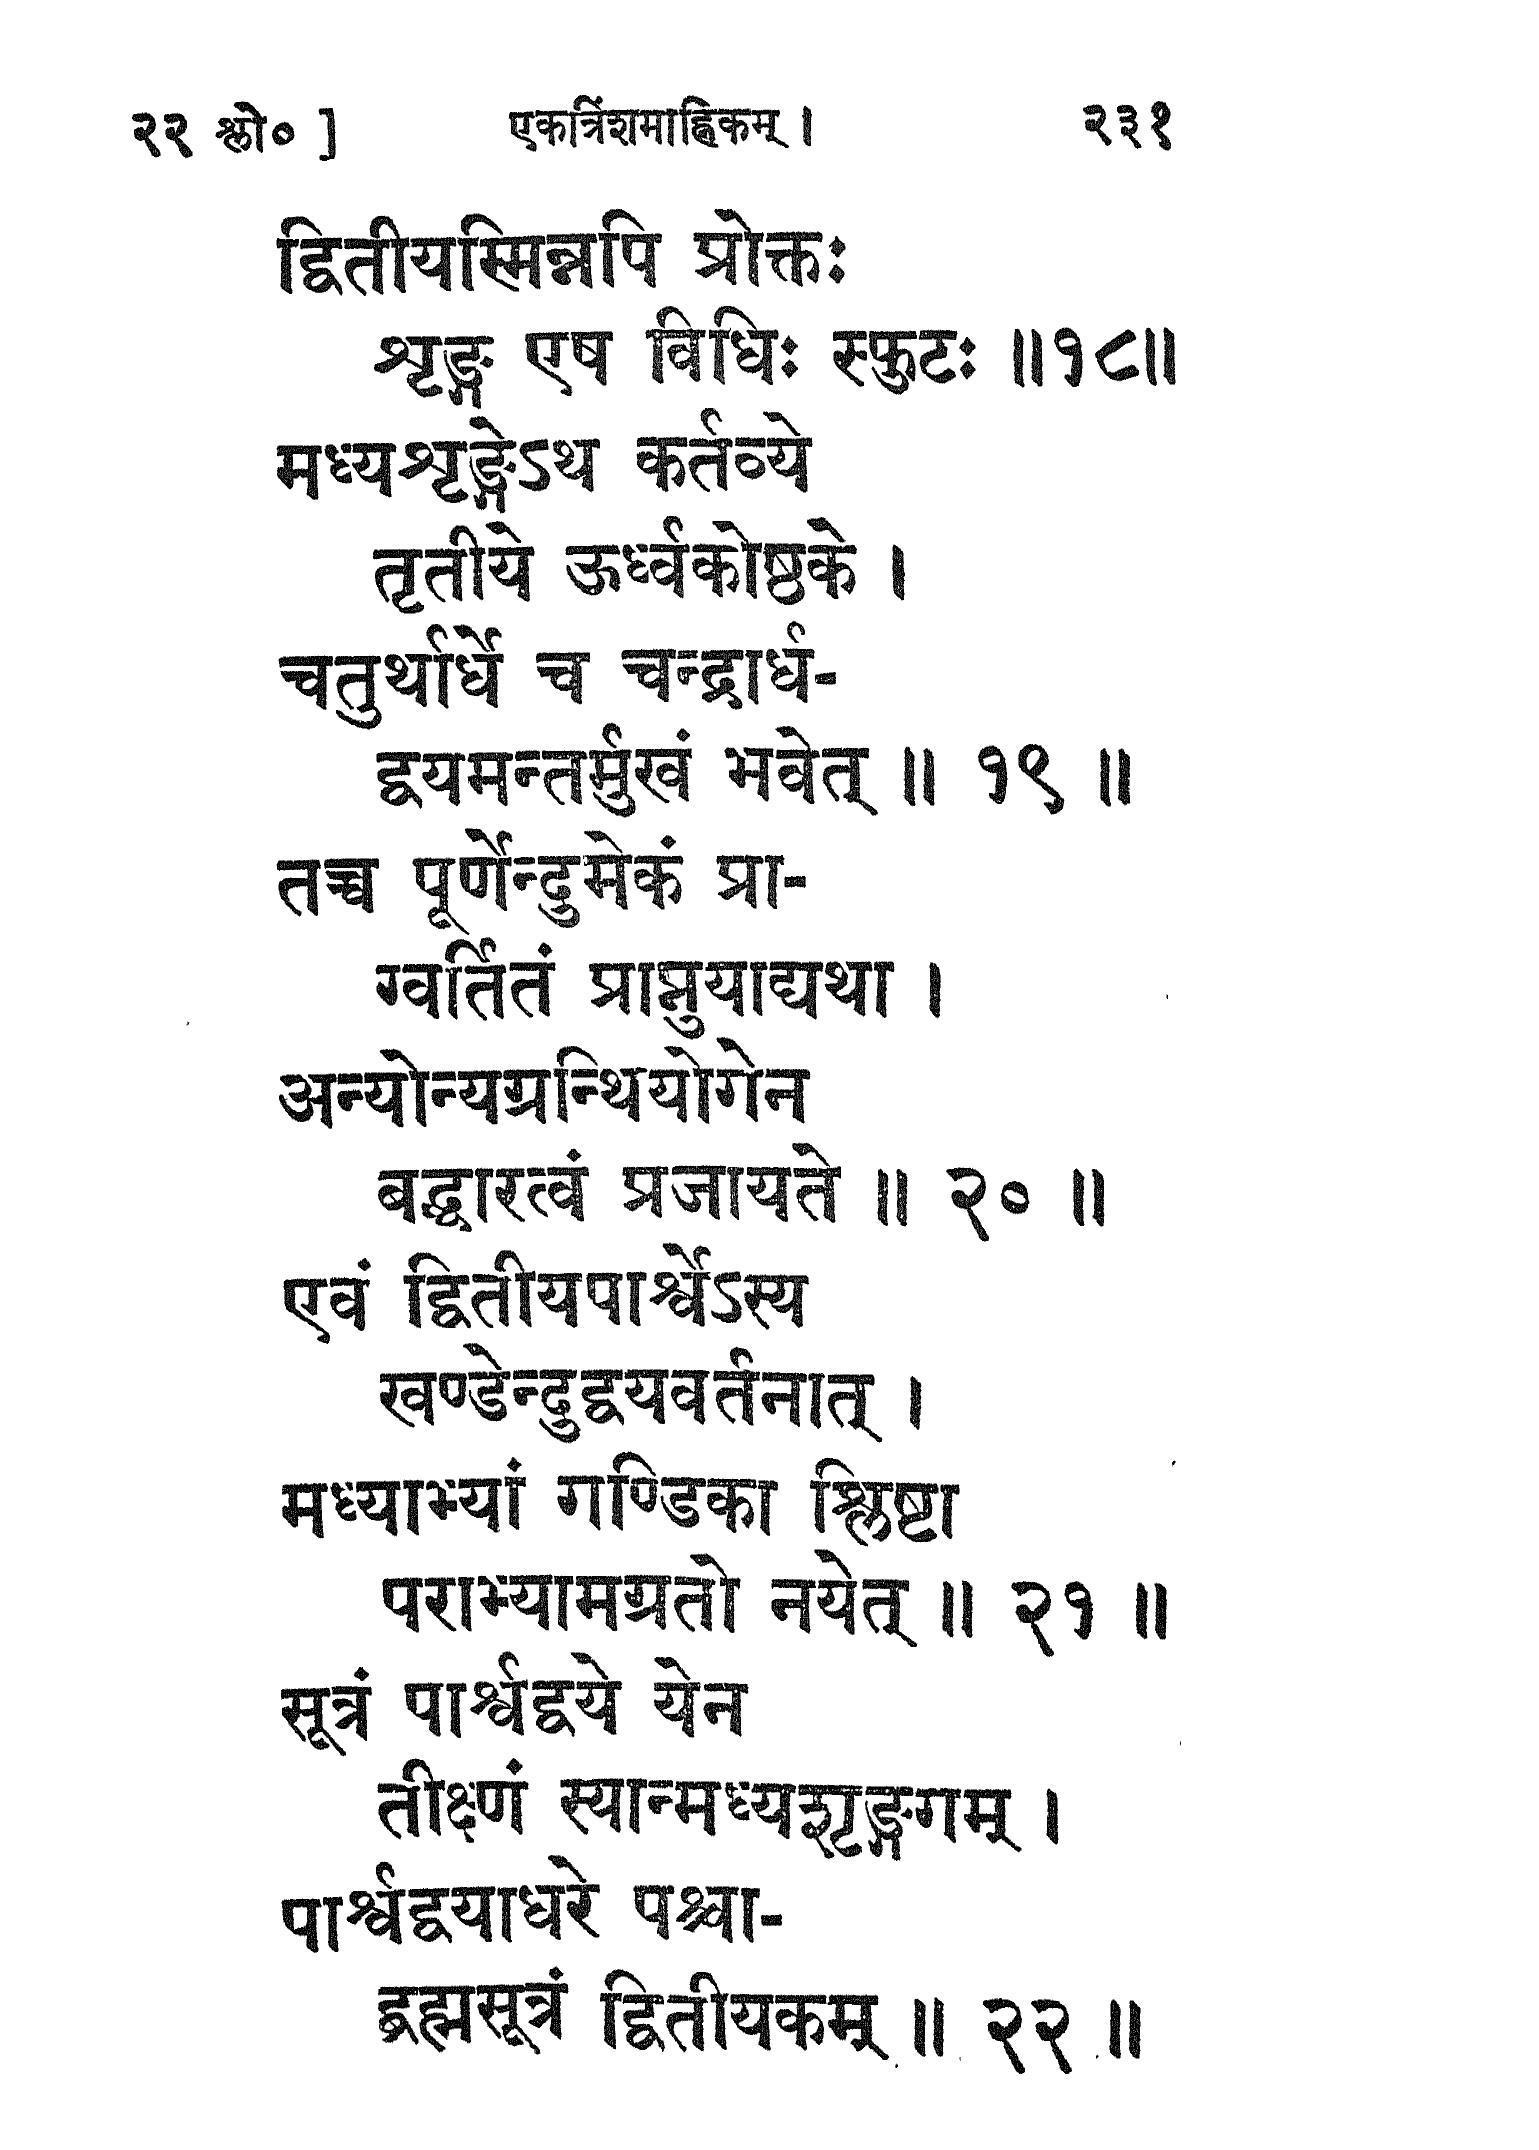 २२ श्लो० ] एकत्रिंशमाह्निकम् । २३१
द्वितीयस्मिन्नपि प्रोक्तः
शृङ्ग एष विधिः स्फुटः ॥१८॥
मध्यशृङ्गेऽथ कर्तव्ये
तृतीये ऊर्ध्वकोष्ठके ।
चतुर्थार्धे च चन्द्रार्ध-
द्वयमन्तर्मुखं भवेत् ॥ १९ ॥
तच्च पूर्णेन्दुमेकं प्रा-
ग्वर्तितं प्राप्नुयाद्यथा ।
अन्योन्यग्रन्थियोगेन
बद्धारत्वं प्रजायते ॥ २० ॥
एवं द्वितीयपार्श्वेऽस्य
खण्डेन्दुद्वयवर्तनात् ।
मध्याभ्यां गण्डिका श्लिष्टा
पराभ्यामग्रतो नयेत् ॥ २१ ॥
सूत्रं पार्श्वद्वये येन
तीक्ष्णं स्यान्मध्यशृङ्गगम् ।
पार्श्वद्वयाधरे पश्चा-
द्ब्रह्मसूत्रं द्वितीयकम् ॥ २२ ॥